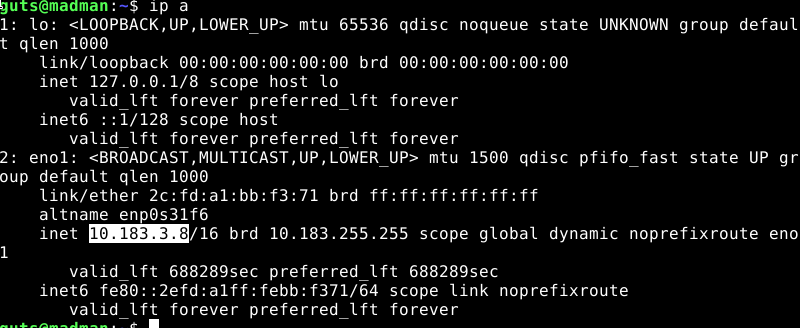 guts@madman:~$ ip a
1: lo: <LOOPBACK,UP,LOWER_UP> mtu 65536 qdisc noqueue state UNKNOWN group defaul
t qlen 1000
    link/loopback 00:00:00:00:00:00 brd 00:00:00:00:00:00
    inet 127.0.0.1/8 scope host lo
       valid_lft forever preferred_lft forever
    inet6 ::1/128 scope host
       valid_lft forever preferred_lft forever
2: eno1: <BROADCAST,MULTICAST,UP,LOWER_UP> mtu 1500 qdisc pfifo_fast state UP gr
oup default qlen 1000
    link/ether 2c:fd:a1:bb:f3:71 brd ff:ff:ff:ff:ff:ff
    altname enp0s31f6
    inet 10.183.3.8/16 brd 10.183.255.255 scope global dynamic noprefixroute eno
1
       valid_lft 688289sec preferred_lft 688289sec
    inet6 fe80::2efd:a1ff:febb:f371/64 scope link noprefixroute
       valid_lft forever preferred_lft forever
guts@madman:~$